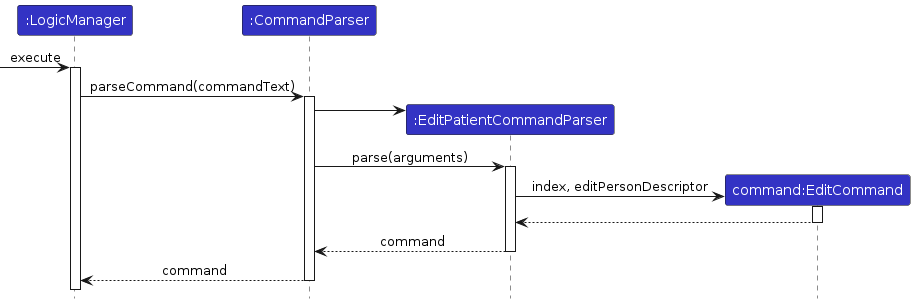 :LogicManager
:CommandParser
execute
parseCommand(commandText)
:EditPatientCommandParser
parse(arguments)
index, editPersonDescriptor
command:EditCommand
command
command